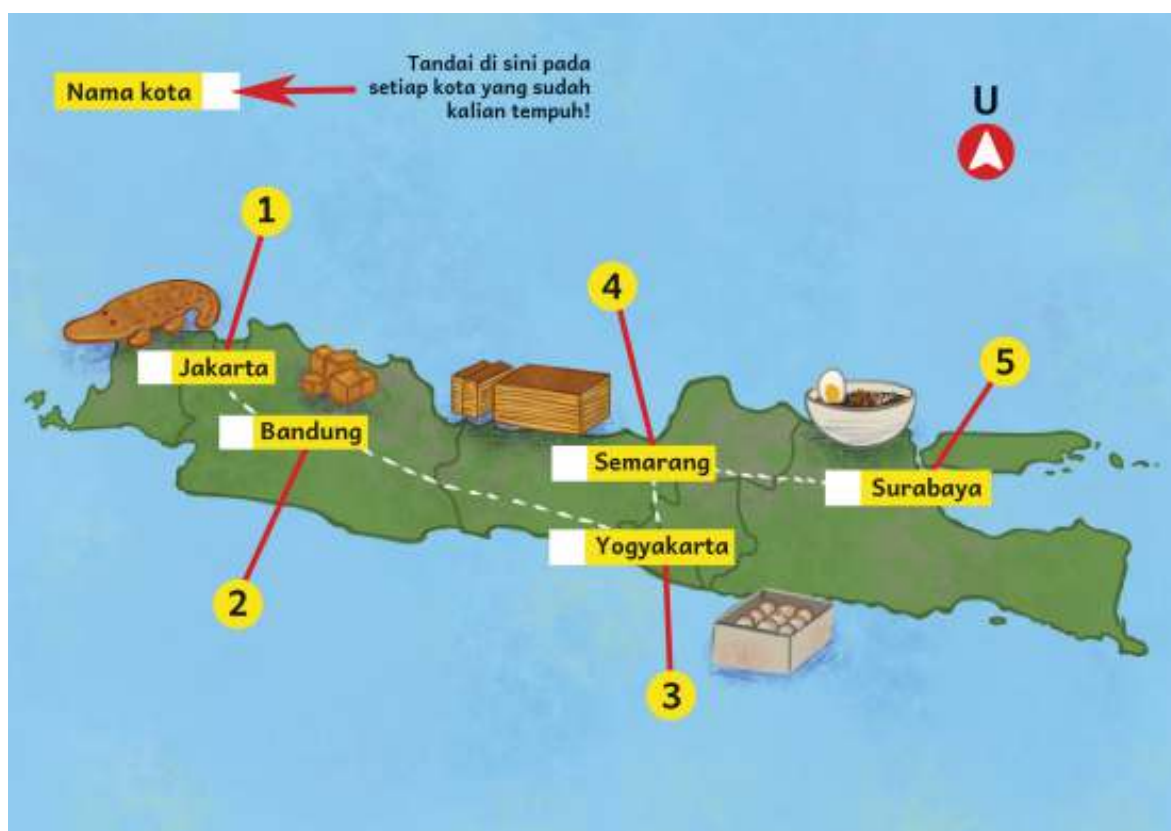 Nama kota
Tandai di sini pada
setiap kota yang sudah
kalian tempuh!
U
1
4
5
Jakarta
Bandung
Semarang
Surabaya
Yogyakarta
2
3